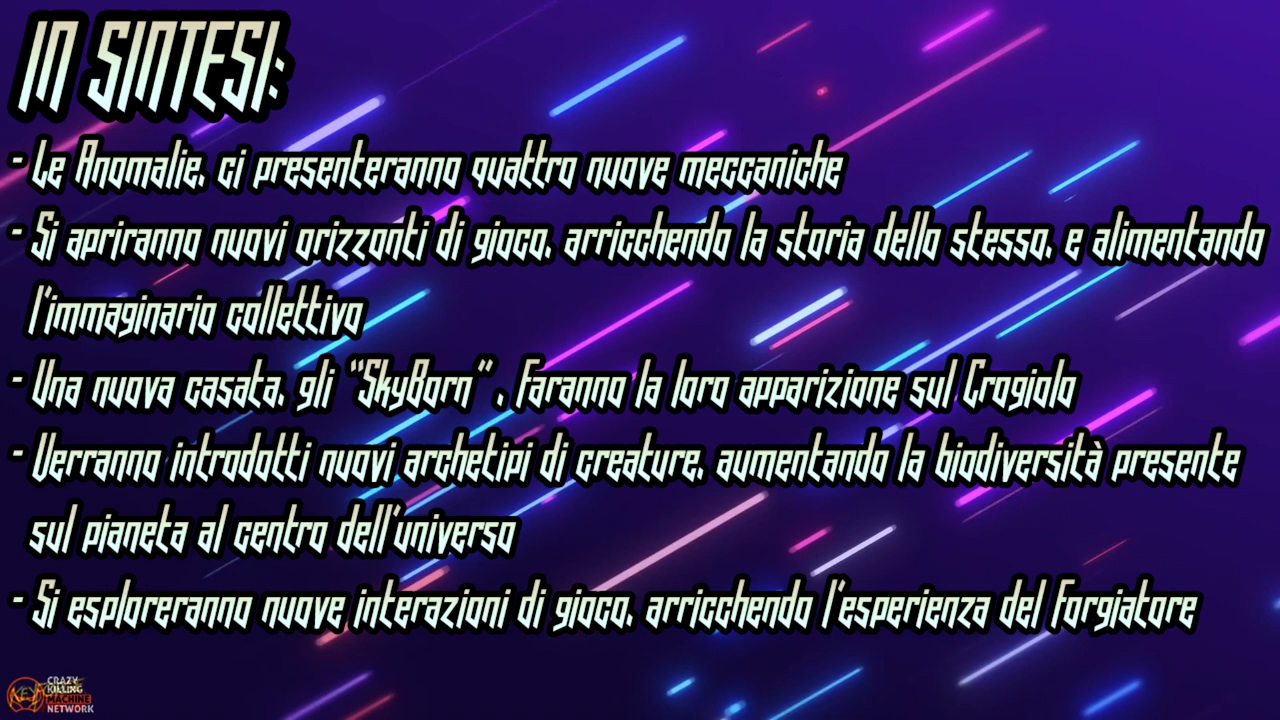 IN SINTESI:
- Le Anomalie, ci presenteranno quattro nuove meccaniche
- Si apriranno nuovi orizzonti di gioco, arricchendo la storia dello stesso, e alimentando
l'immaginario collettivo
- Una nuova casata, gli "SkyBorn", faranno la loro apparizione sul Crogiolo
- Verranno introdotti nuovi archetipi di creature, aumentando la biodiversità presente
sul pianeta al centro dell'universo
- Si esploreranno nuove interazioni di gioco, arricchendo l'esperienza del Forgiatore
CRAZY
KILLING
MACHINE
NETWORK